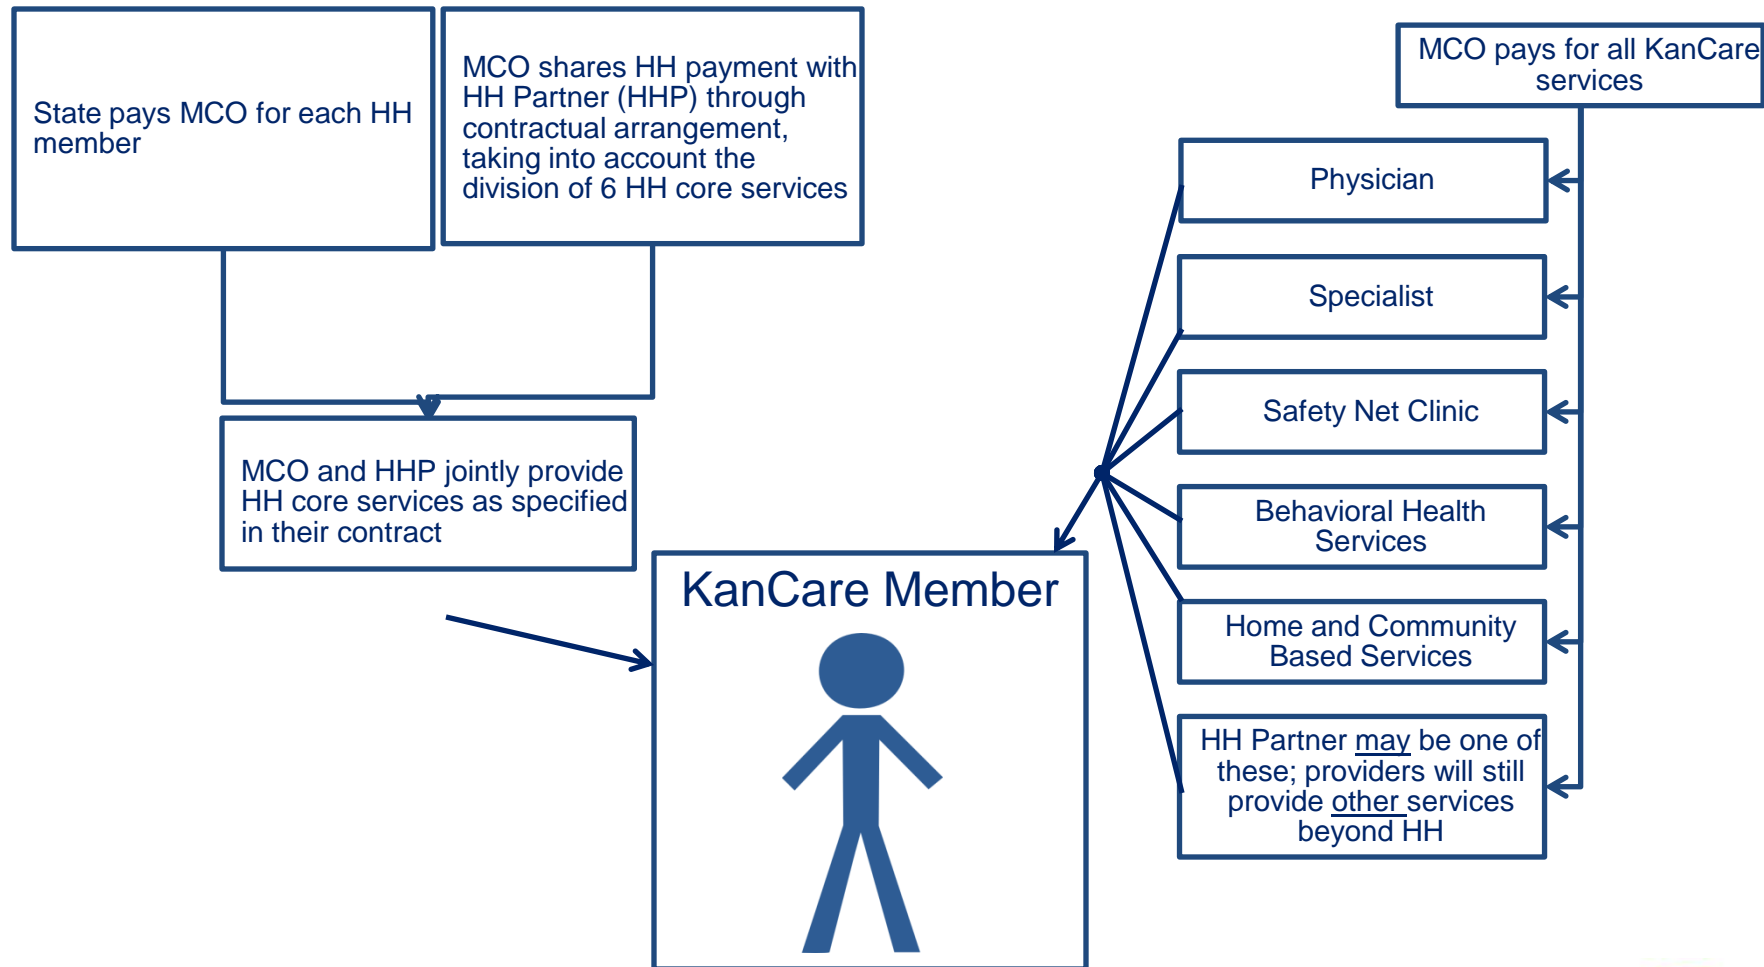 State pays MCO for each HH
member
MCO shares HH payment with
HH Partner (HHP) through
contractual arrangement,
taking into account the
division of 6 HH core services
MCO and HHP jointly provide
HH core services as specified
in their contract
KanCare Member
MCO pays for all KanCare
services
Physician
Specialist
Safety Net Clinic
Behavioral Health
Services
Home and Community
Based Services
HH Partner may be one of
these; providers will still
provide other services
beyond HH